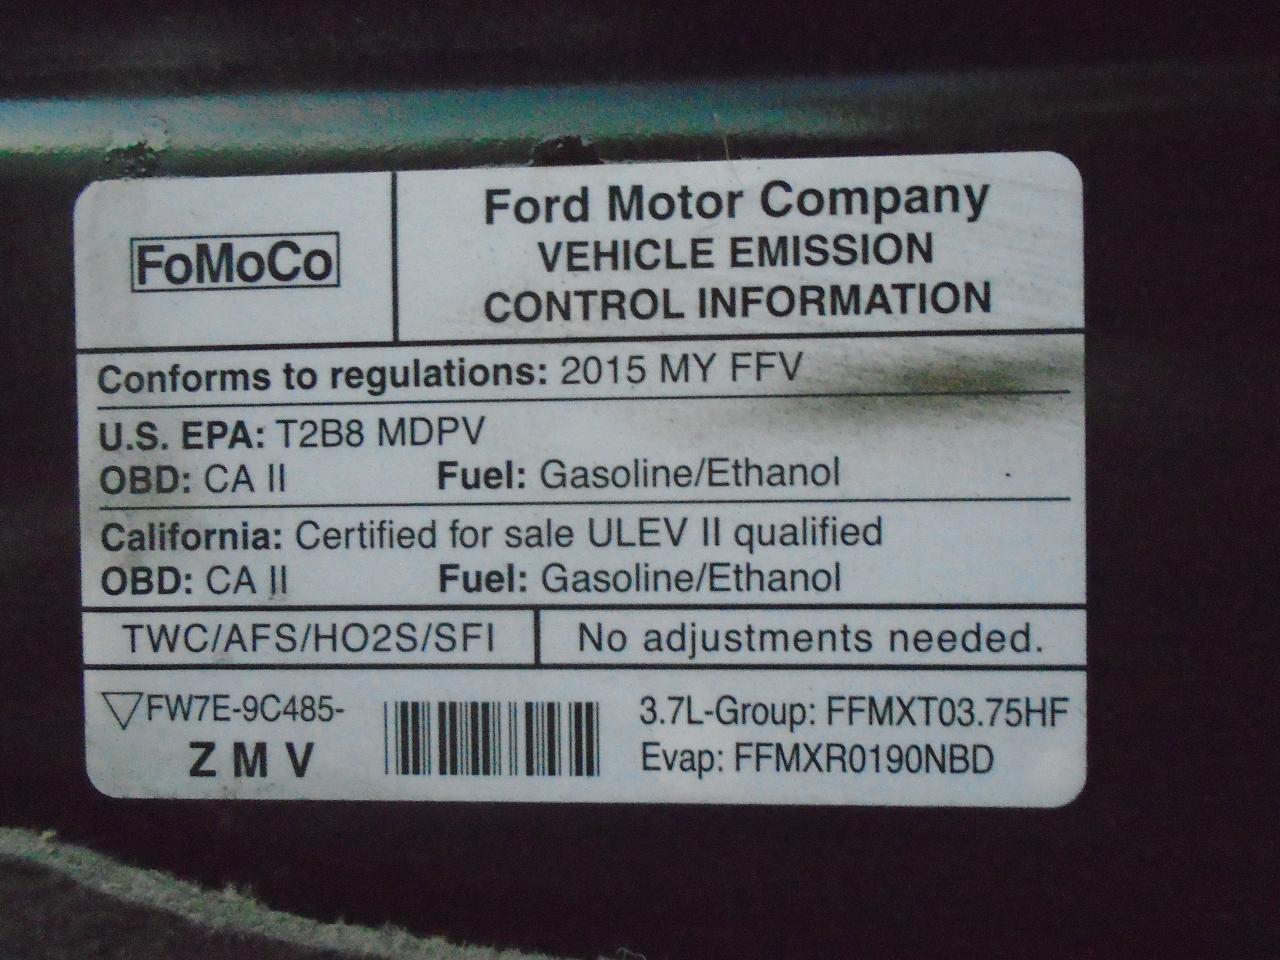 FoMoCo
Ford Motor Company
VEHICLE EMISSION
CONTROL INFORMATION
Conforms to regulations: 2015 MY FFV
U.S. EPA: T2B8 MDPV
OBD: CA II Fuel: Gasoline/Ethanol
California: Certified for sale ULEV II qualified
OBD: CA II Fuel: Gasoline/Ethanol
TWC/AFS/HO2S/SFI No adjustments needed.
FW7E-9C485-
Z M V
3.7L-Group: FFMXT03.75HF
Evap: FFMXR0190NBD